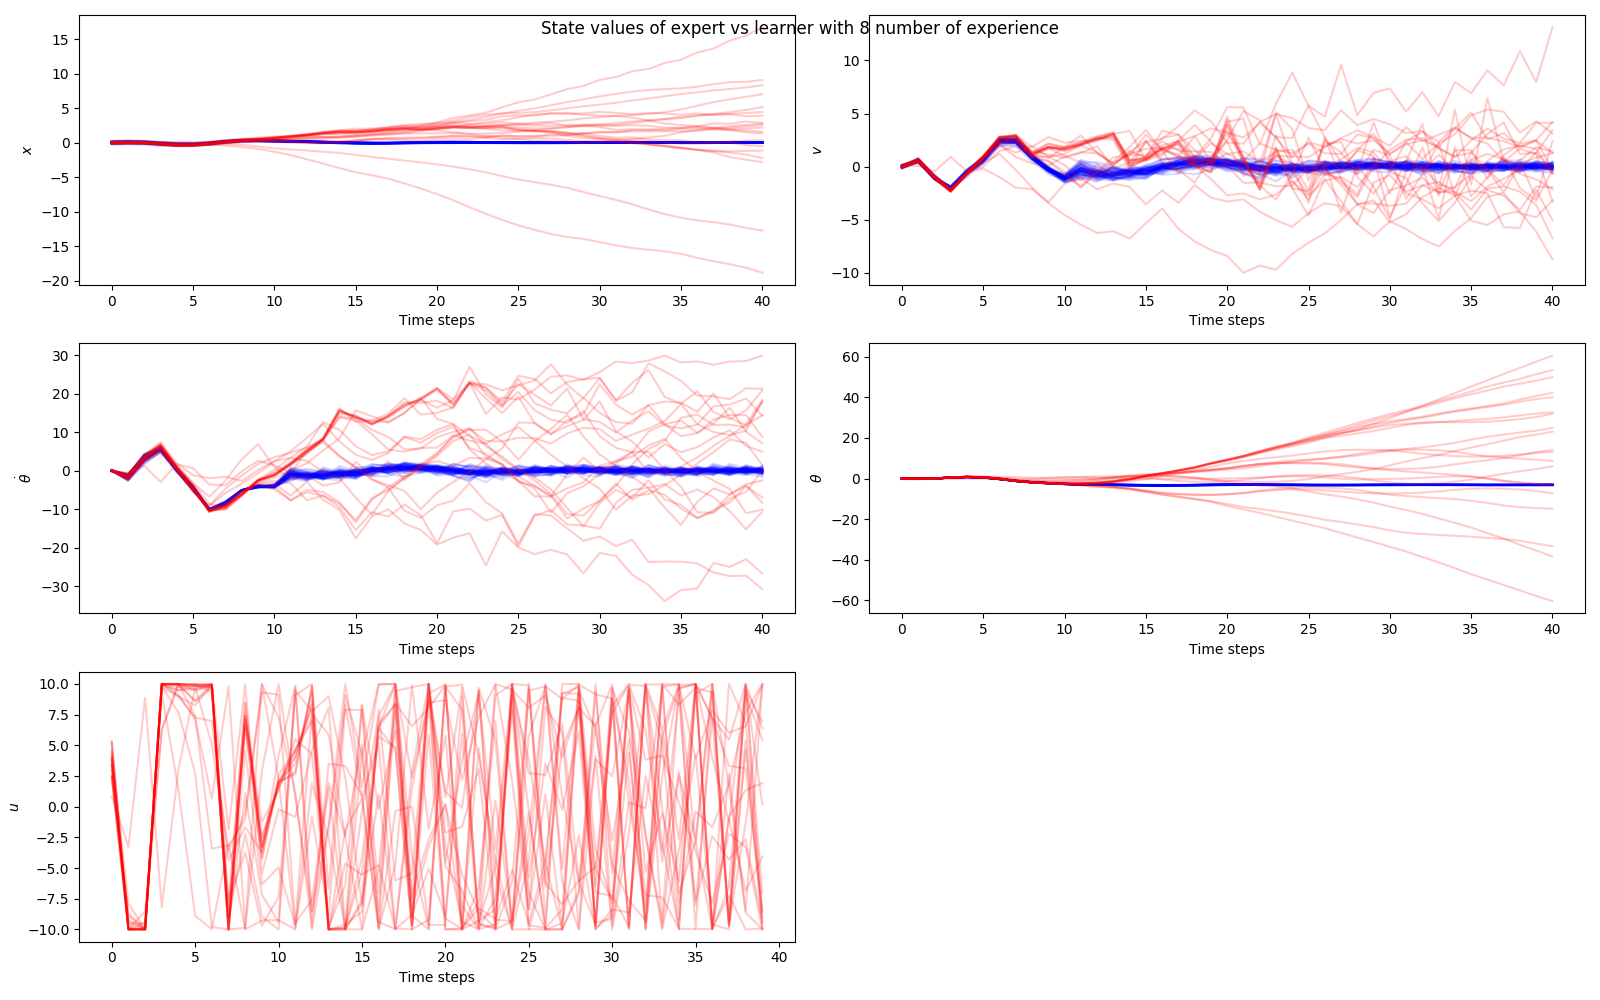 State values of expert vs learner with 8 number of experience
15
10
5
0
−5
−10
−15
−20
x
0 5 10 15 20 25 30 35 40
Time steps
10
5
0
−5
−10
v
0 5 10 15 20 25 30 35 40
Time steps
30
20
10
0
−10
−20
−30
θ̇
0 5 10 15 20 25 30 35 40
Time steps
60
40
20
0
−20
−40
−60
θ
0 5 10 15 20 25 30 35 40
Time steps
10.0
7.5
5.0
2.5
0.0
−2.5
−5.0
−7.5
−10.0
u
0 5 10 15 20 25 30 35 40
Time steps